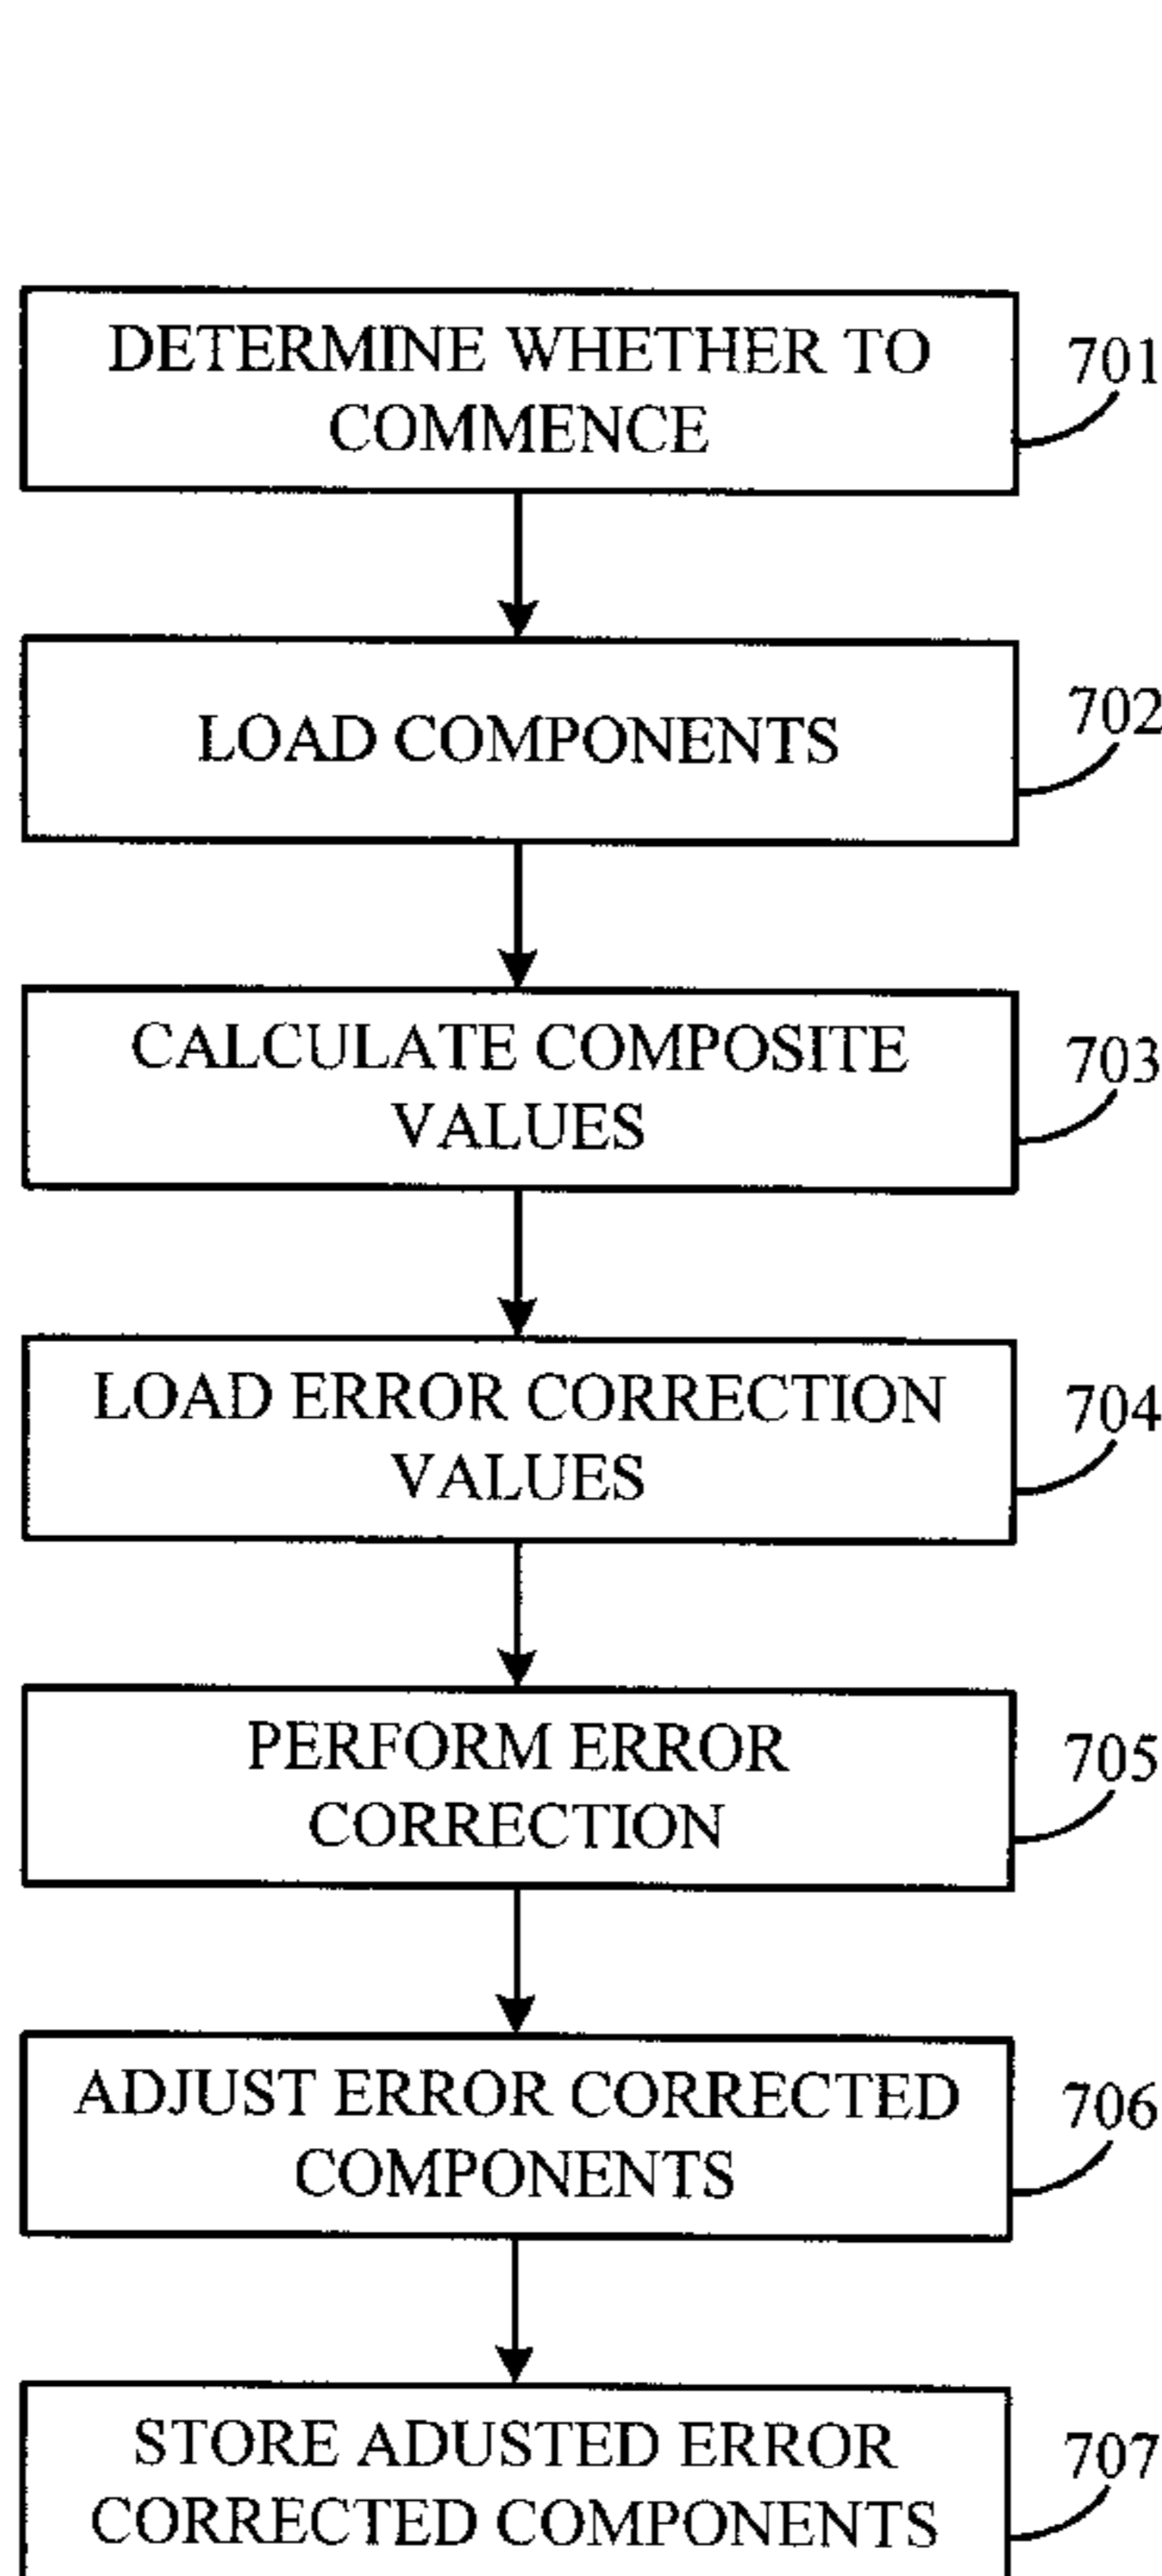 DETERMINE WHETHER TO
COMMENCE
701
LOAD COMPONENTS
702
CALCULATE COMPOSITE
VALUES
703
LOAD ERROR CORRECTION
VALUES
704
PERFORM ERROR
CORRECTION
705
ADJUST ERROR CORRECTED
COMPONENTS
706
STORE ADUSTED ERROR
CORRECTED COMPONENTS
707